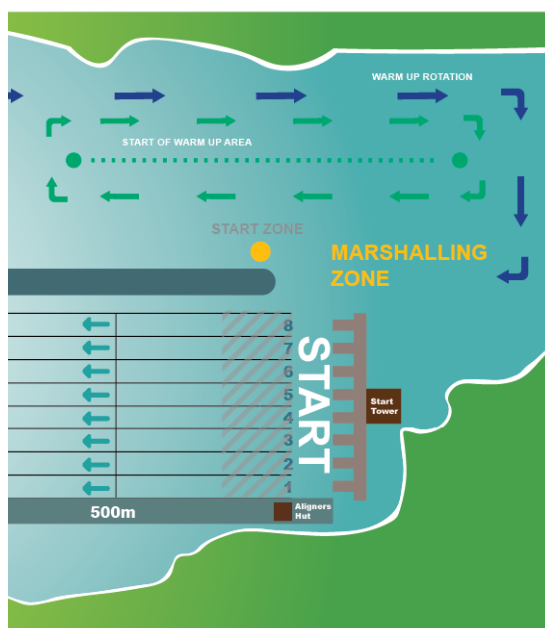 WARM UP ROTATION
START OF WARM UP AREA
START ZONE
MARSHALLING
ZONE
8
7
6
5
4
3
2
1
START
Start
Tower
500m
Aligners
Hut